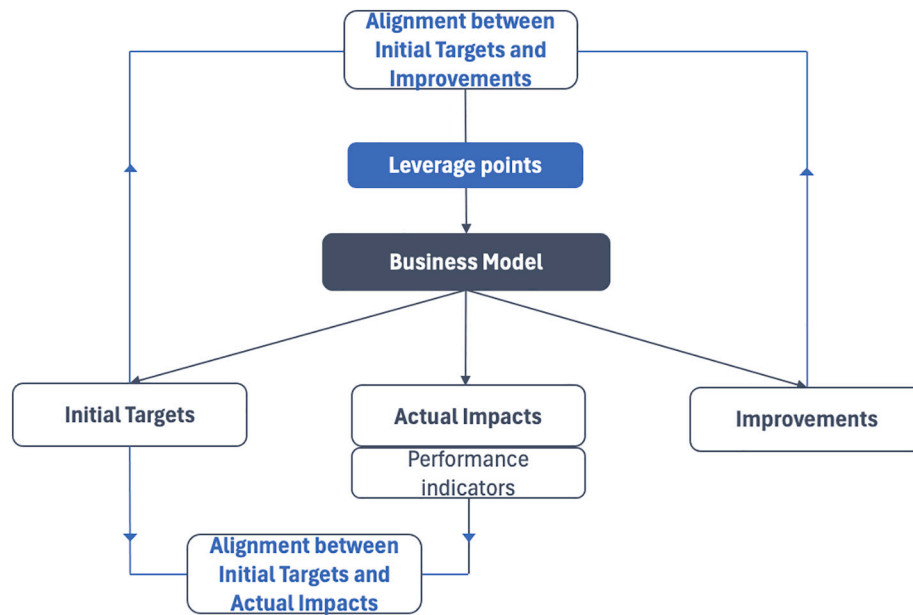 Alignment between
Initial Targets and
Improvements
Leverage points
Business Model
Initial Targets
Actual Impacts
Improvements
Performance
indicators
Alignment between
Initial Targets and
Actual Impacts